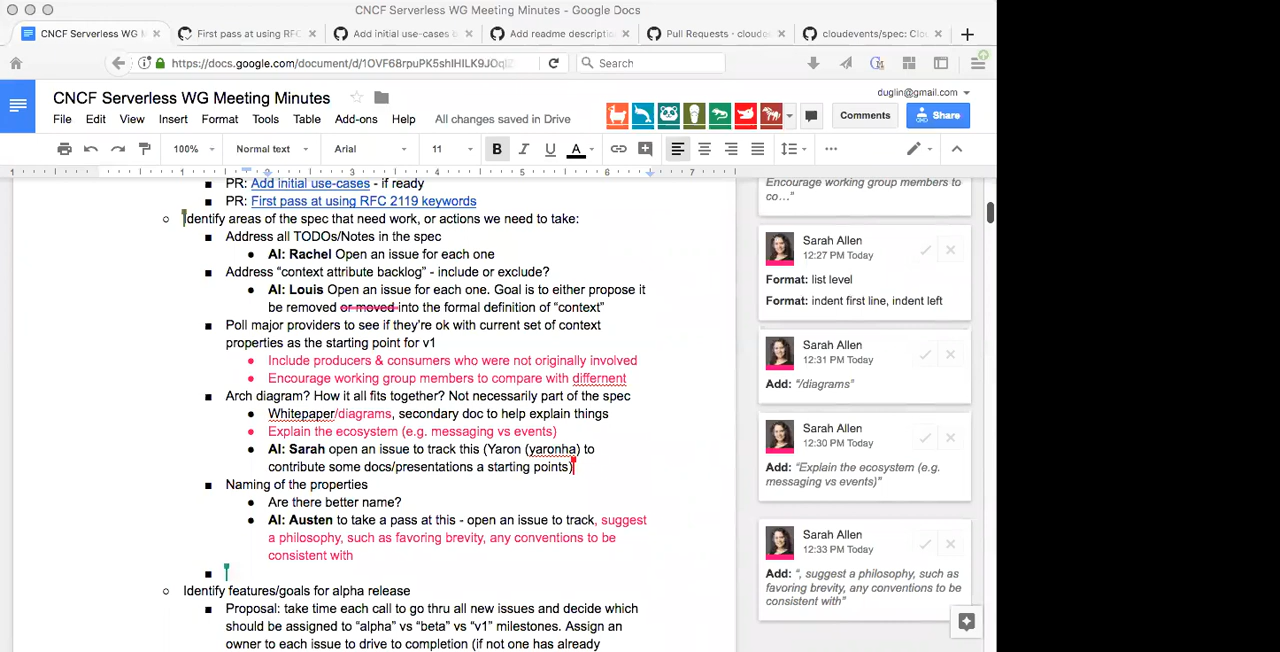 CNCF Serverless WG Meeting Minutes - Google Docs
CNCF Serverless WG M
First pass at using RFC
Add initial use-cases
Add readme descriptio
Pull Requests · cloude
cloudevents/spec: Clo
https://docs.google.com/document/d/1OVF68rpuPK5shIHILK9JOqlZ
Search
CNCF Serverless WG Meeting Minutes
duglin@gmail.com
File Edit View Insert Format Tools Table Add-ons Help All changes saved in Drive
Comments
Share
100% Normal text Arial 11 B I U A
1 1 2 3 4 5 6 7
■ PR: Add initial use-cases - if ready
■ PR: First pass at using RFC 2119 keywords
○ Identify areas of the spec that need work, or actions we need to take:
■ Address all TODOs/Notes in the spec
● AI: Rachel Open an issue for each one
■ Address “context attribute backlog” - include or exclude?
● AI: Louis Open an issue for each one. Goal is to either propose it
be removed or moved into the formal definition of “context”
■ Poll major providers to see if they’re ok with current set of context
properties as the starting point for v1
● Include producers & consumers who were not originally involved
● Encourage working group members to compare with differnent
■ Arch diagram? How it all fits together? Not necessarily part of the spec
● Whitepaper/diagrams, secondary doc to help explain things
● Explain the ecosystem (e.g. messaging vs events)
● AI: Sarah open an issue to track this (Yaron (yaronha) to
contribute some docs/presentations a starting points)
■ Naming of the properties
● Are there better name?
● AI: Austen to take a pass at this - open an issue to track, suggest
a philosophy, such as favoring brevity, any conventions to be
consistent with
■
○ Identify features/goals for alpha release
■ Proposal: take time each call to go thru all new issues and decide which
should be assigned to “alpha” vs “beta” vs “v1” milestones. Assign an
owner to each issue to drive to completion (if not one has already
Encourage working group members to
co…”
Sarah Allen
12:27 PM Today
Format: list level
Format: indent first line, indent left
Sarah Allen
12:31 PM Today
Add: “/diagrams”
Sarah Allen
12:30 PM Today
Add: “Explain the ecosystem (e.g.
messaging vs events)”
Sarah Allen
12:33 PM Today
Add: “, suggest a philosophy, such as
favoring brevity, any conventions to be
consistent with”